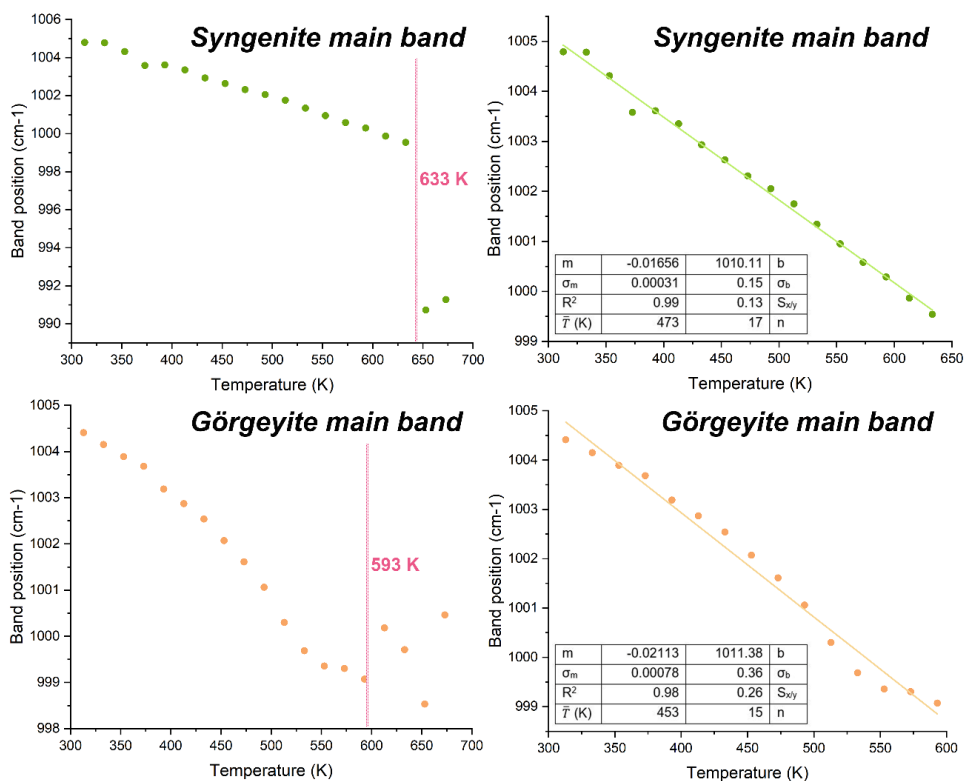 Syngenite main band
1006
1004
1002
1000
998
996
994
992
990
Band position (cm-1)
633 K
300 350 400 450 500 550 600 650 700
Temperature (K)
Syngenite main band
1005
1004
1003
1002
1001
1000
999
Band position (cm-1)
m -0.01656 1010.11 b
σm 0.00031 0.15 σb
R2 0.99 0.13 Sx/y
T̄ (K) 473 17 n
300 350 400 450 500 550 600 650
Temperature (K)
Görgeyite main band
1005
1004
1003
1002
1001
1000
999
998
Band position (cm-1)
593 K
300 350 400 450 500 550 600 650 700
Temperature (K)
Görgeyite main band
1005
1004
1003
1002
1001
1000
999
Band position (cm-1)
m -0.02113 1011.38 b
σm 0.00078 0.36 σb
R2 0.98 0.26 Sx/y
T̄ (K) 453 15 n
300 350 400 450 500 550 600
Temperature (K)